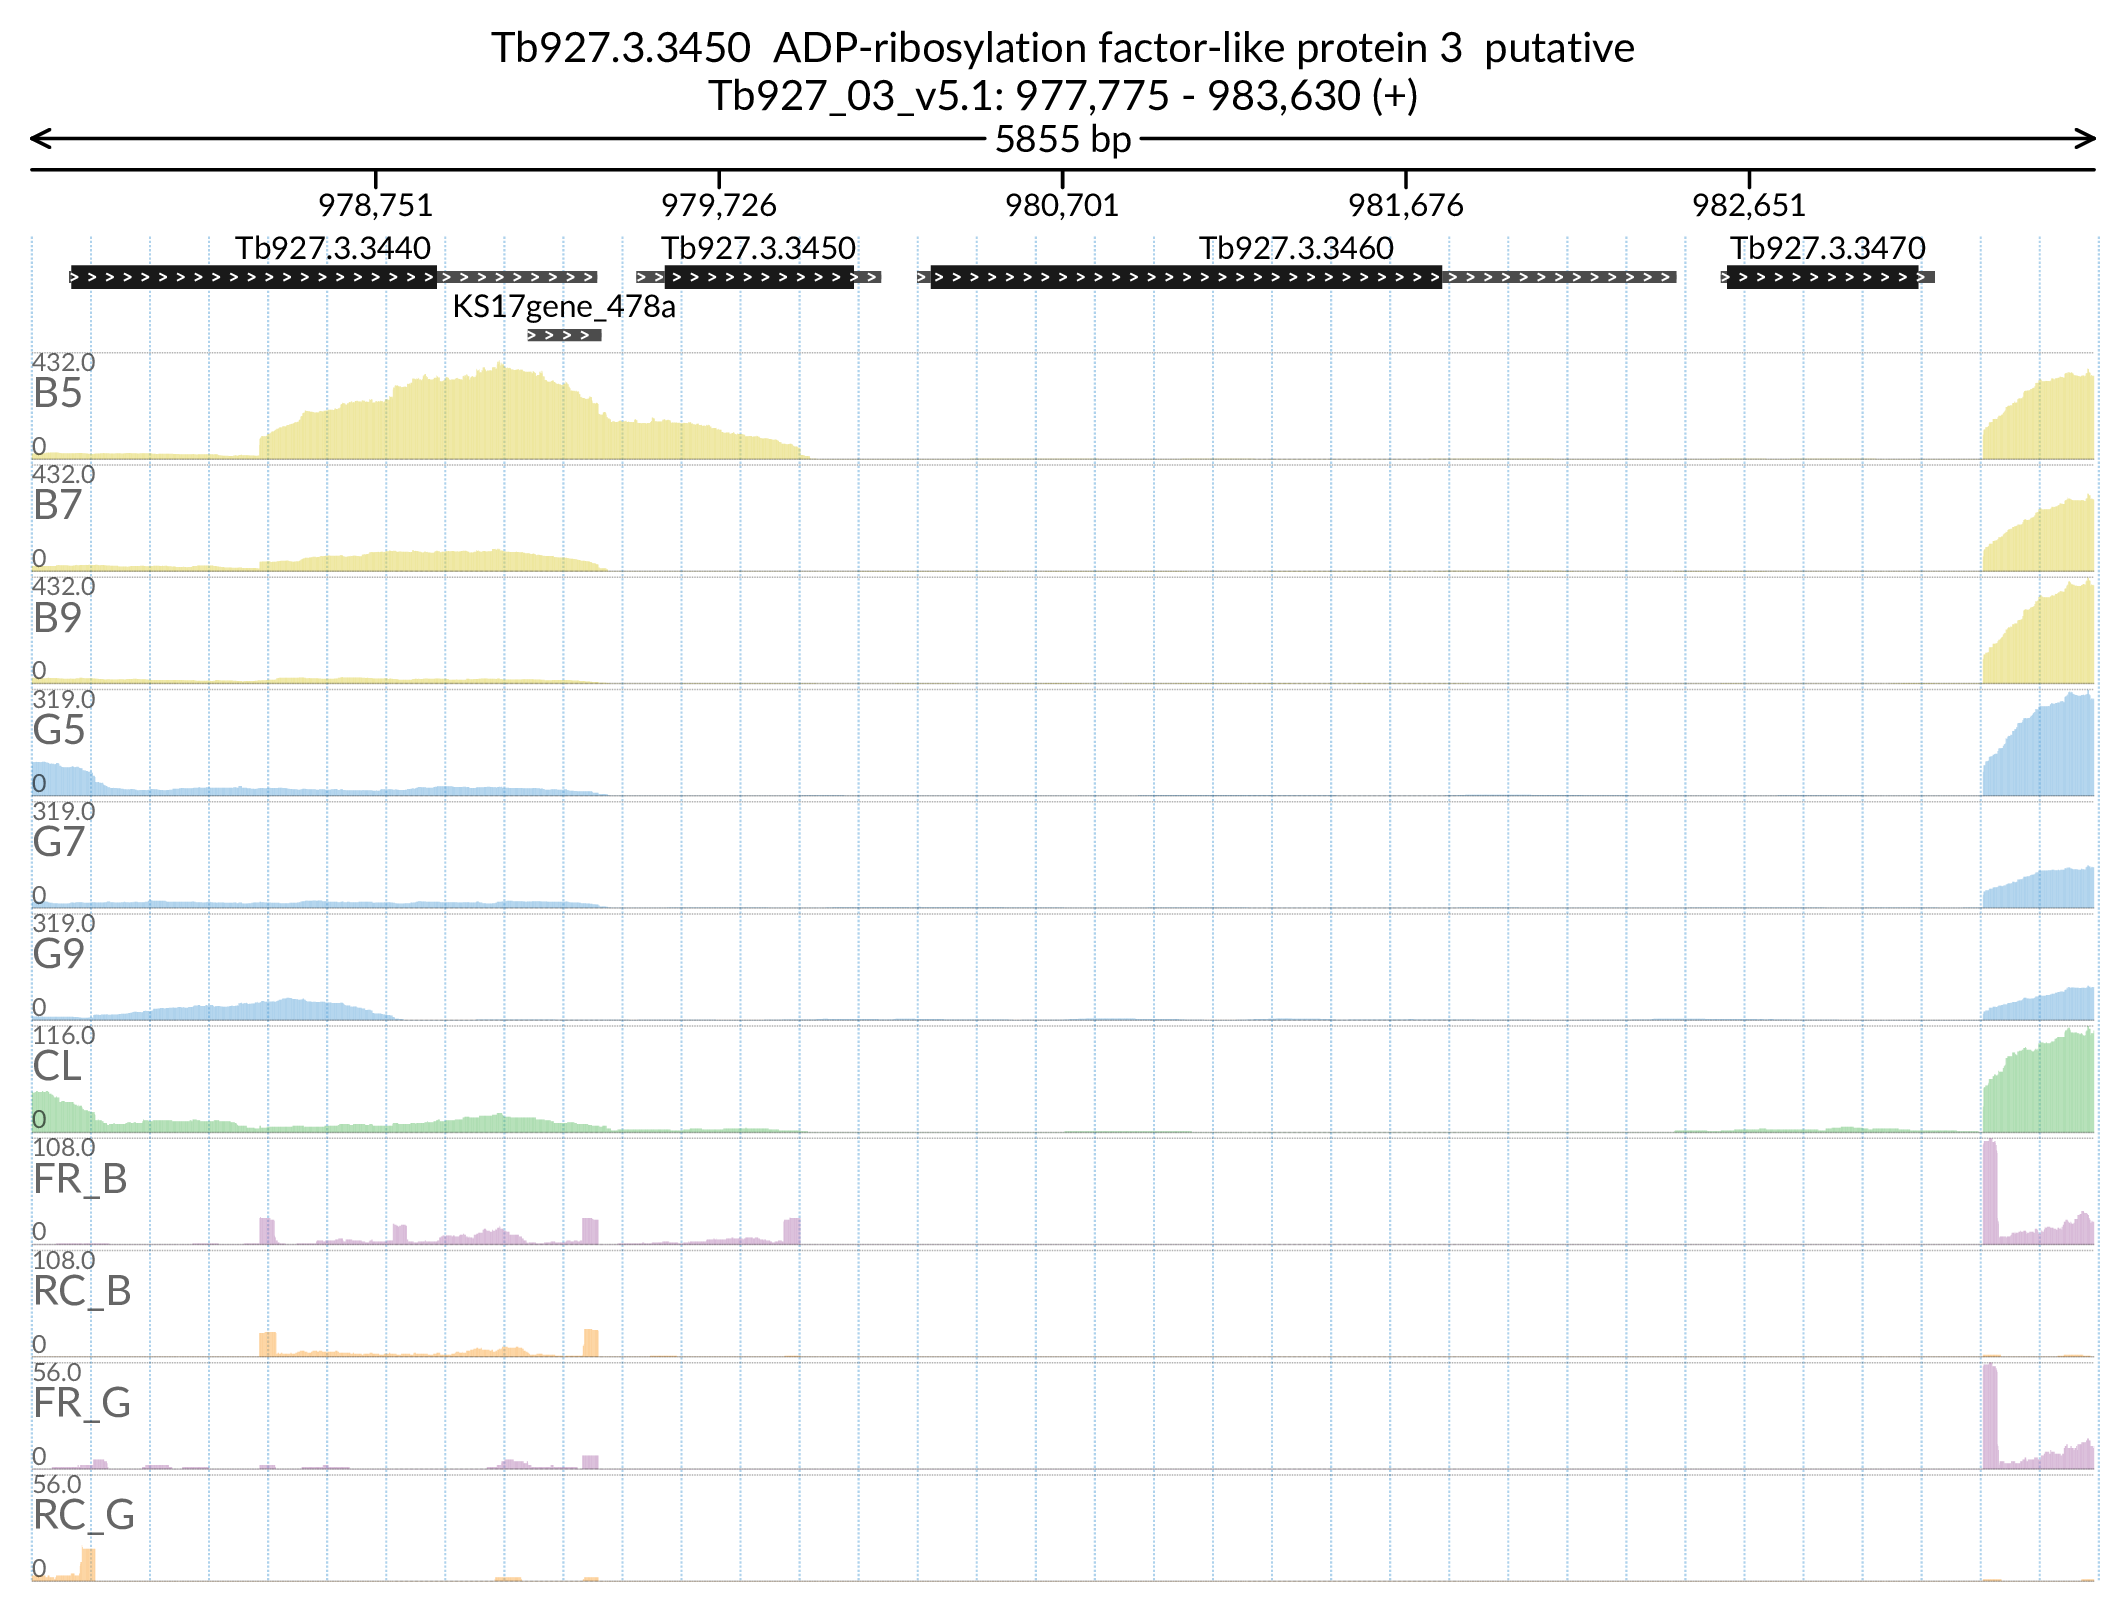 Tb927.3.3450  ADP-ribosylation factor-like protein 3  putative
Tb927_03_v5.1: 977,775 - 983,630 (+)
5855 bp
978,751 979,726 980,701 981,676 982,651
Tb927.3.3440 Tb927.3.3450 Tb927.3.3460 Tb927.3.3470
KS17gene_478a
432.0
B5
0
432.0
B7
0
432.0
B9
0
319.0
G5
0
319.0
G7
0
319.0
G9
0
116.0
CL
0
108.0
FR_B
0
108.0
RC_B
0
56.0
FR_G
0
56.0
RC_G
0